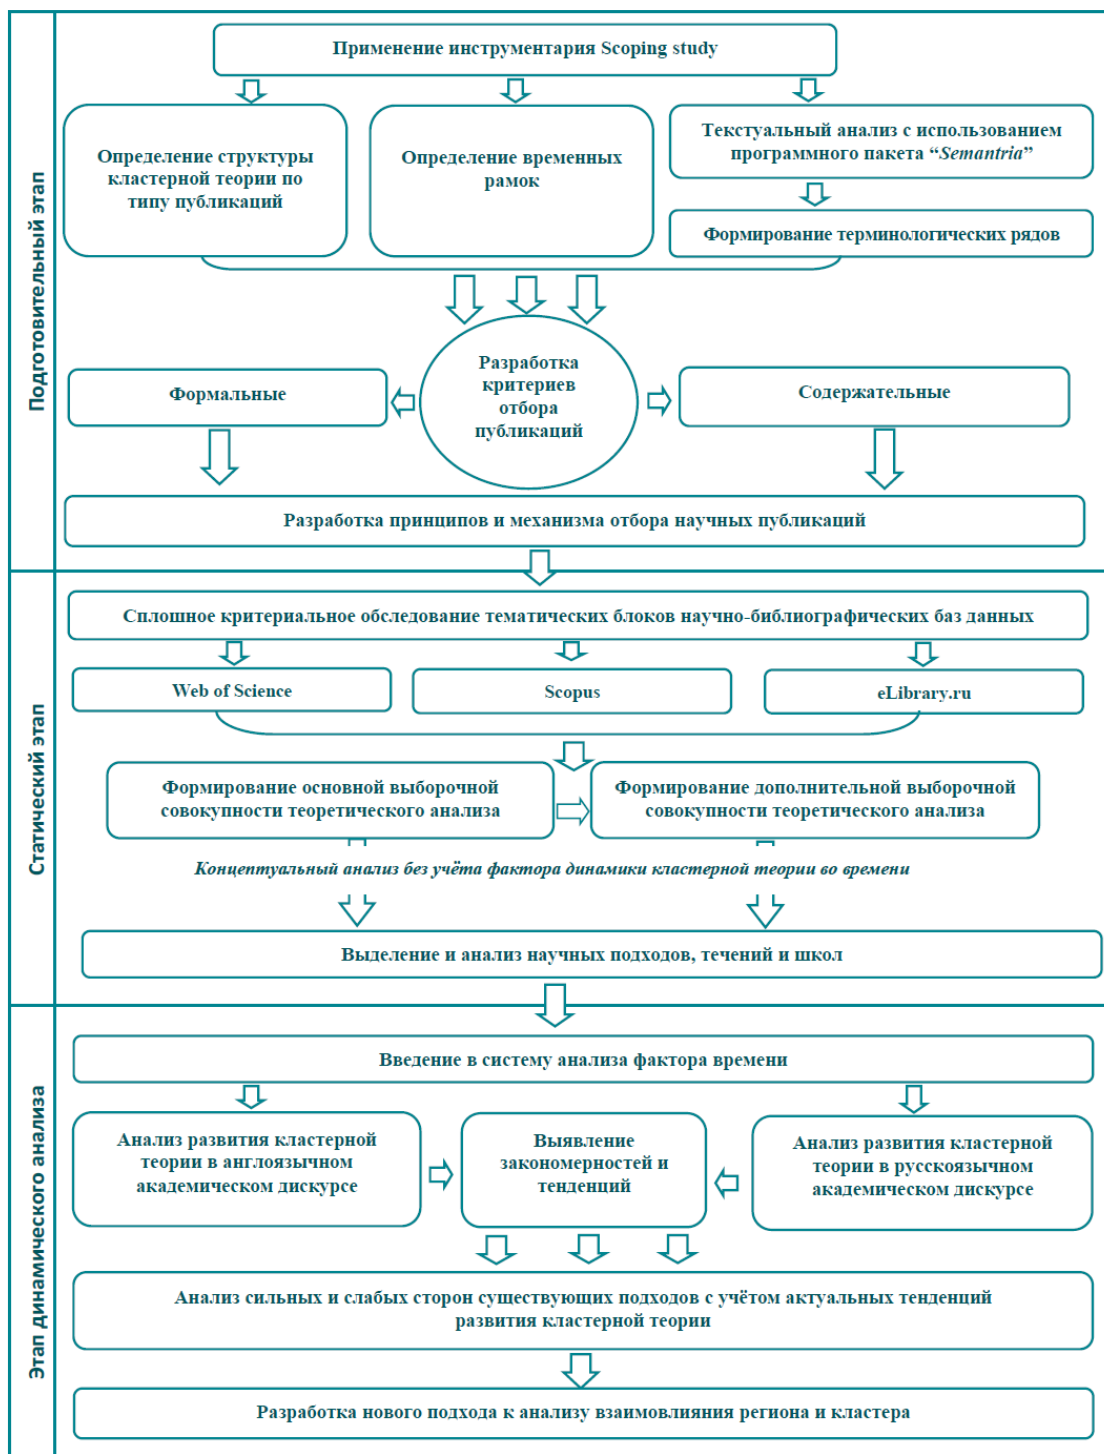 Подготовительный этап
Применение инструментария Scoping study
Определение структуры
кластерной теории по
типу публикаций
Определение временных
рамок
Текстуальный анализ с использованием
программного пакета “Semantria”
Формирование терминологических рядов
Разработка
критериев
отбора
публикаций
Формальные
Содержательные
Разработка принципов и механизма отбора научных публикаций
Статический этап
Сплошное критериальное обследование тематических блоков научно-библиографических баз данных
Web of Science
Scopus
eLibrary.ru
Формирование основной выборочной
совокупности теоретического анализа
Формирование дополнительной выборочной
совокупности теоретического анализа
Концептуальный анализ без учёта фактора динамики кластерной теории во времени
Выделение и анализ научных подходов, течений и школ
Этап динамического анализа
Введение в систему анализа фактора времени
Анализ развития кластерной
теории в англоязычном
академическом дискурсе
Выявление
закономерностей и
тенденций
Анализ развития кластерной
теории в русскоязычном
академическом дискурсе
Анализ сильных и слабых сторон существующих подходов с учётом актуальных тенденций
развития кластерной теории
Разработка нового подхода к анализу взаимовлияния региона и кластера